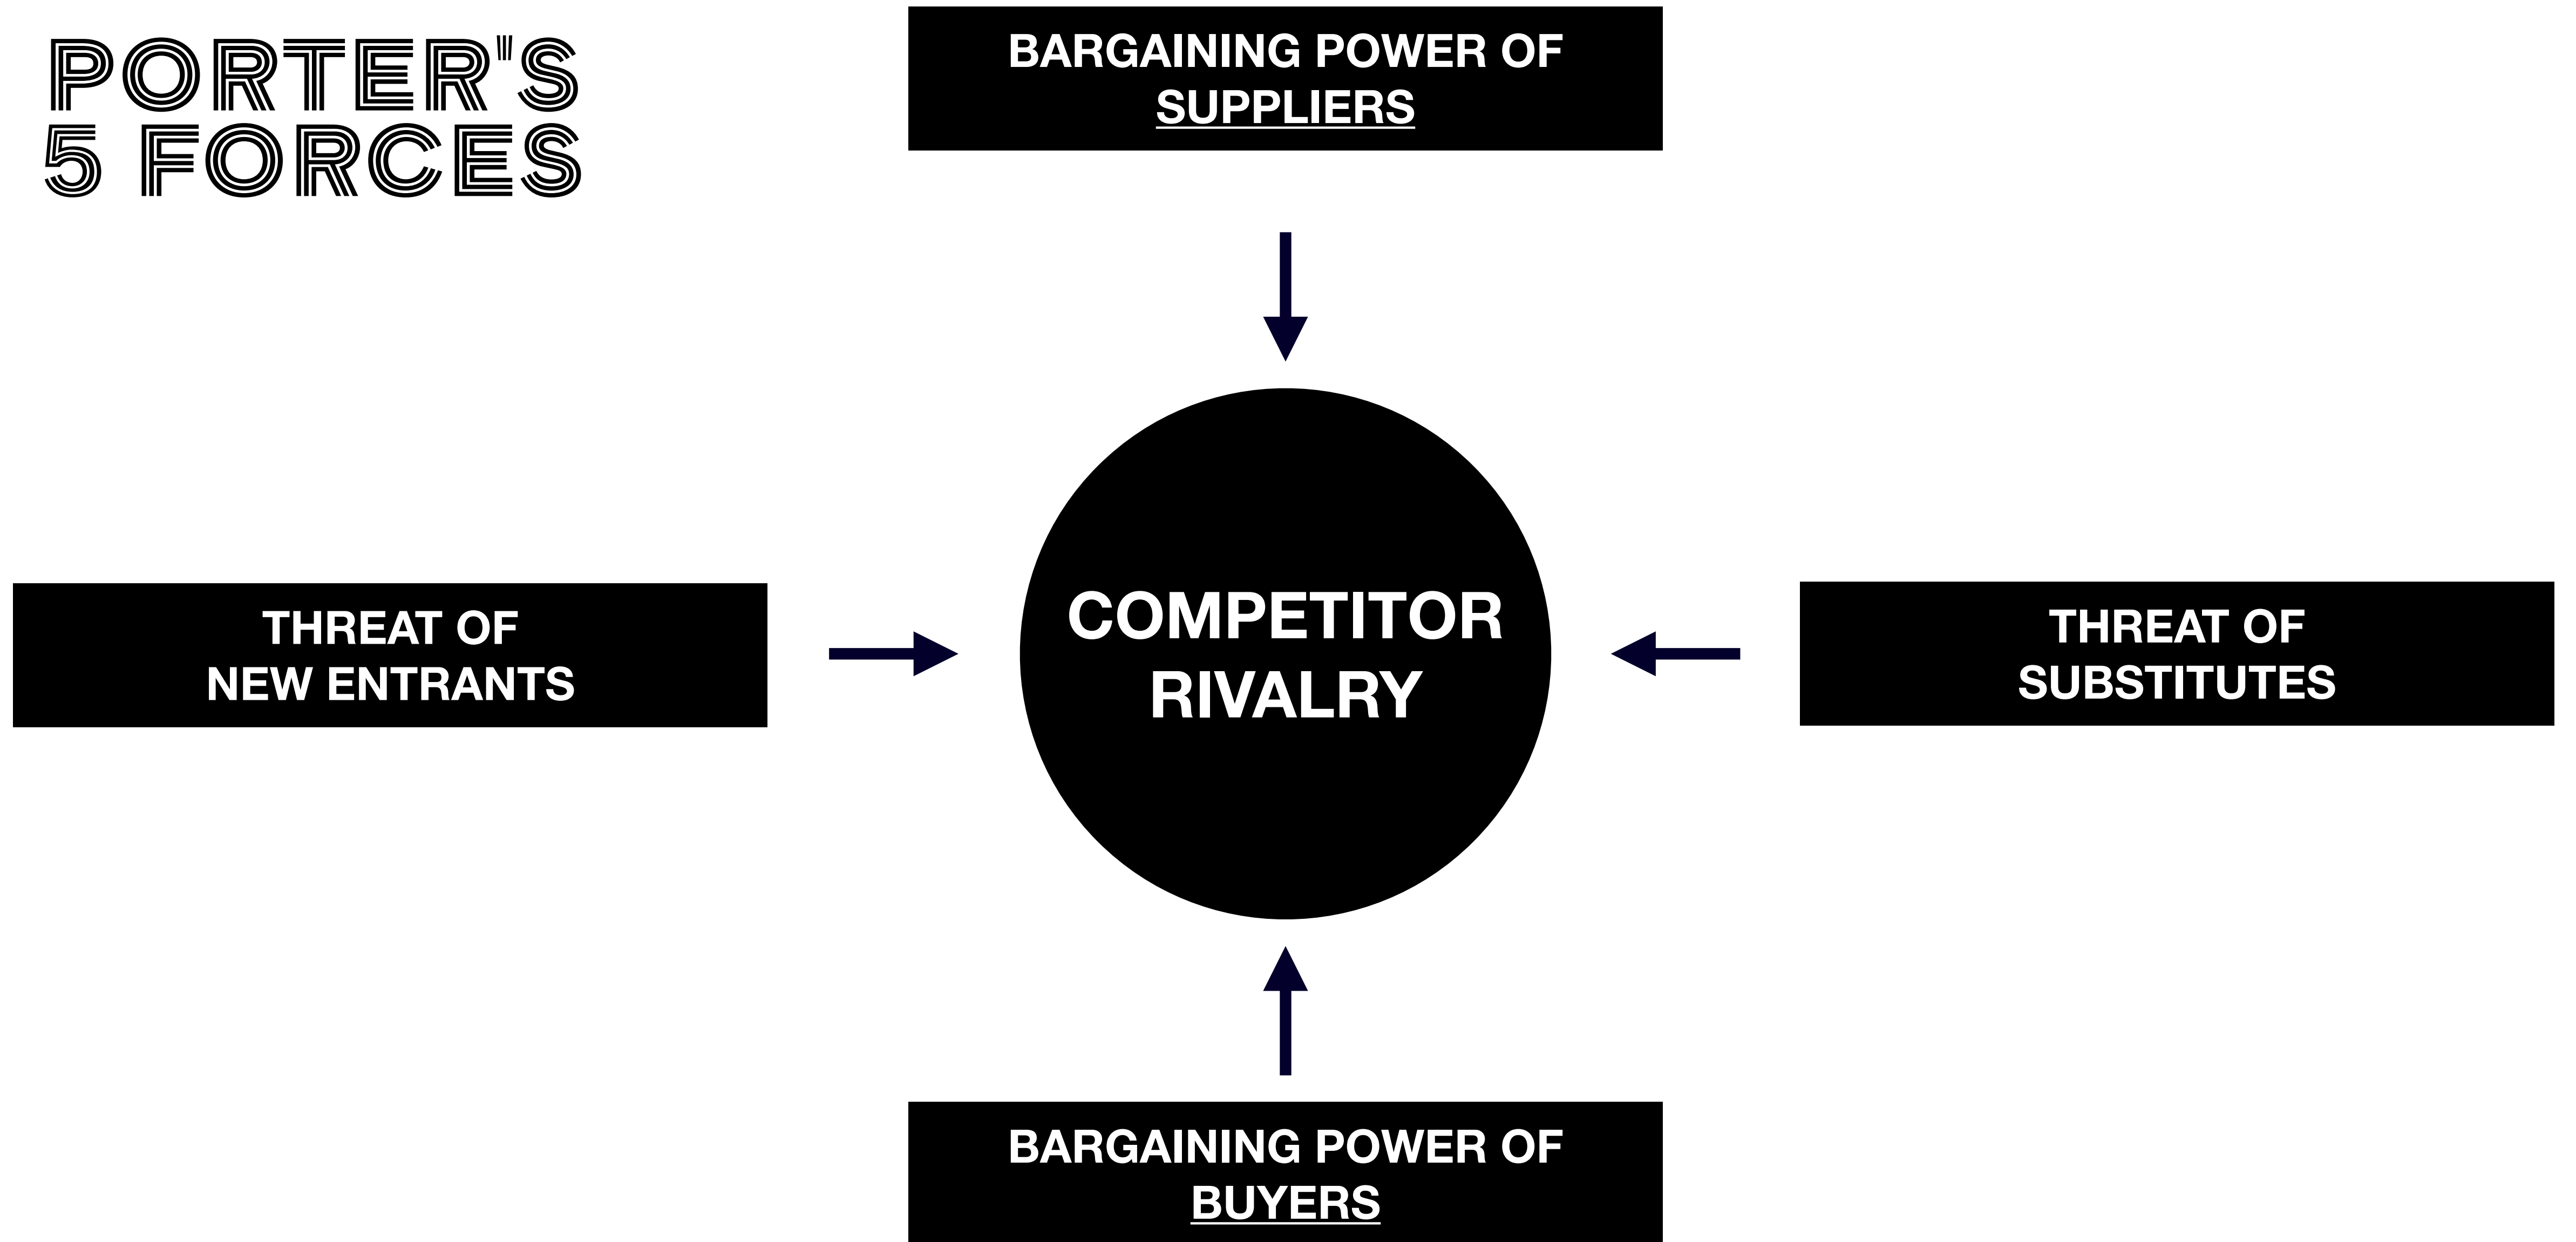 PORTER'S
5 FORCES
BARGAINING POWER OF
SUPPLIERS
THREAT OF
NEW ENTRANTS
COMPETITOR
RIVALRY
THREAT OF
SUBSTITUTES
BARGAINING POWER OF
BUYERS